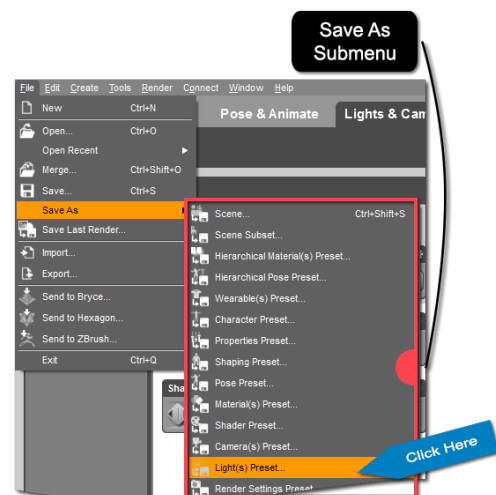 Save As
Submenu
File Edit Create Tools Render Connect Window Help
New Ctrl+N
Pose & Animate Lights &
Open... Ctrl+O
Open Recent
Merge... Ctrl+Shift+O
Save... Ctrl+S
Save As
Scene... Ctrl+Shift+S
Save Last Render...
Scene Subset...
Import...
Hierarchical Material(s) Preset...
Export...
Hierarchical Pose Preset...
Send to Bryce...
Wearable(s) Preset...
Send to Hexagon...
Character Preset...
Send to ZBrush...
Properties Preset...
Exit Ctrl+Q
Shaping Preset...
Pose Preset...
Material(s) Preset...
Shader Preset...
Camera(s) Preset...
Click Here
Light(s) Preset...
Render Settings Preset